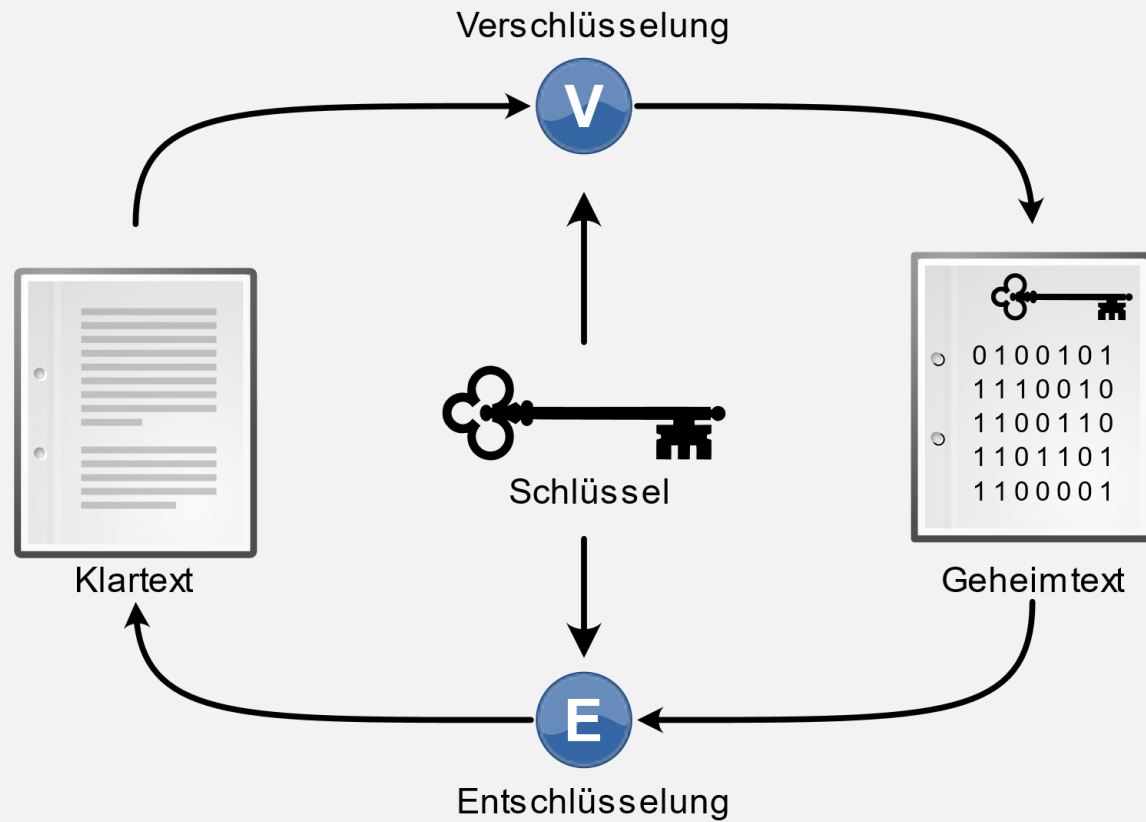 Verschlüsselung
V
0100101
1110010
1100110
1101101
1100001
Schlüssel
Klartext
Geheimtext
E
Entschlüsselung